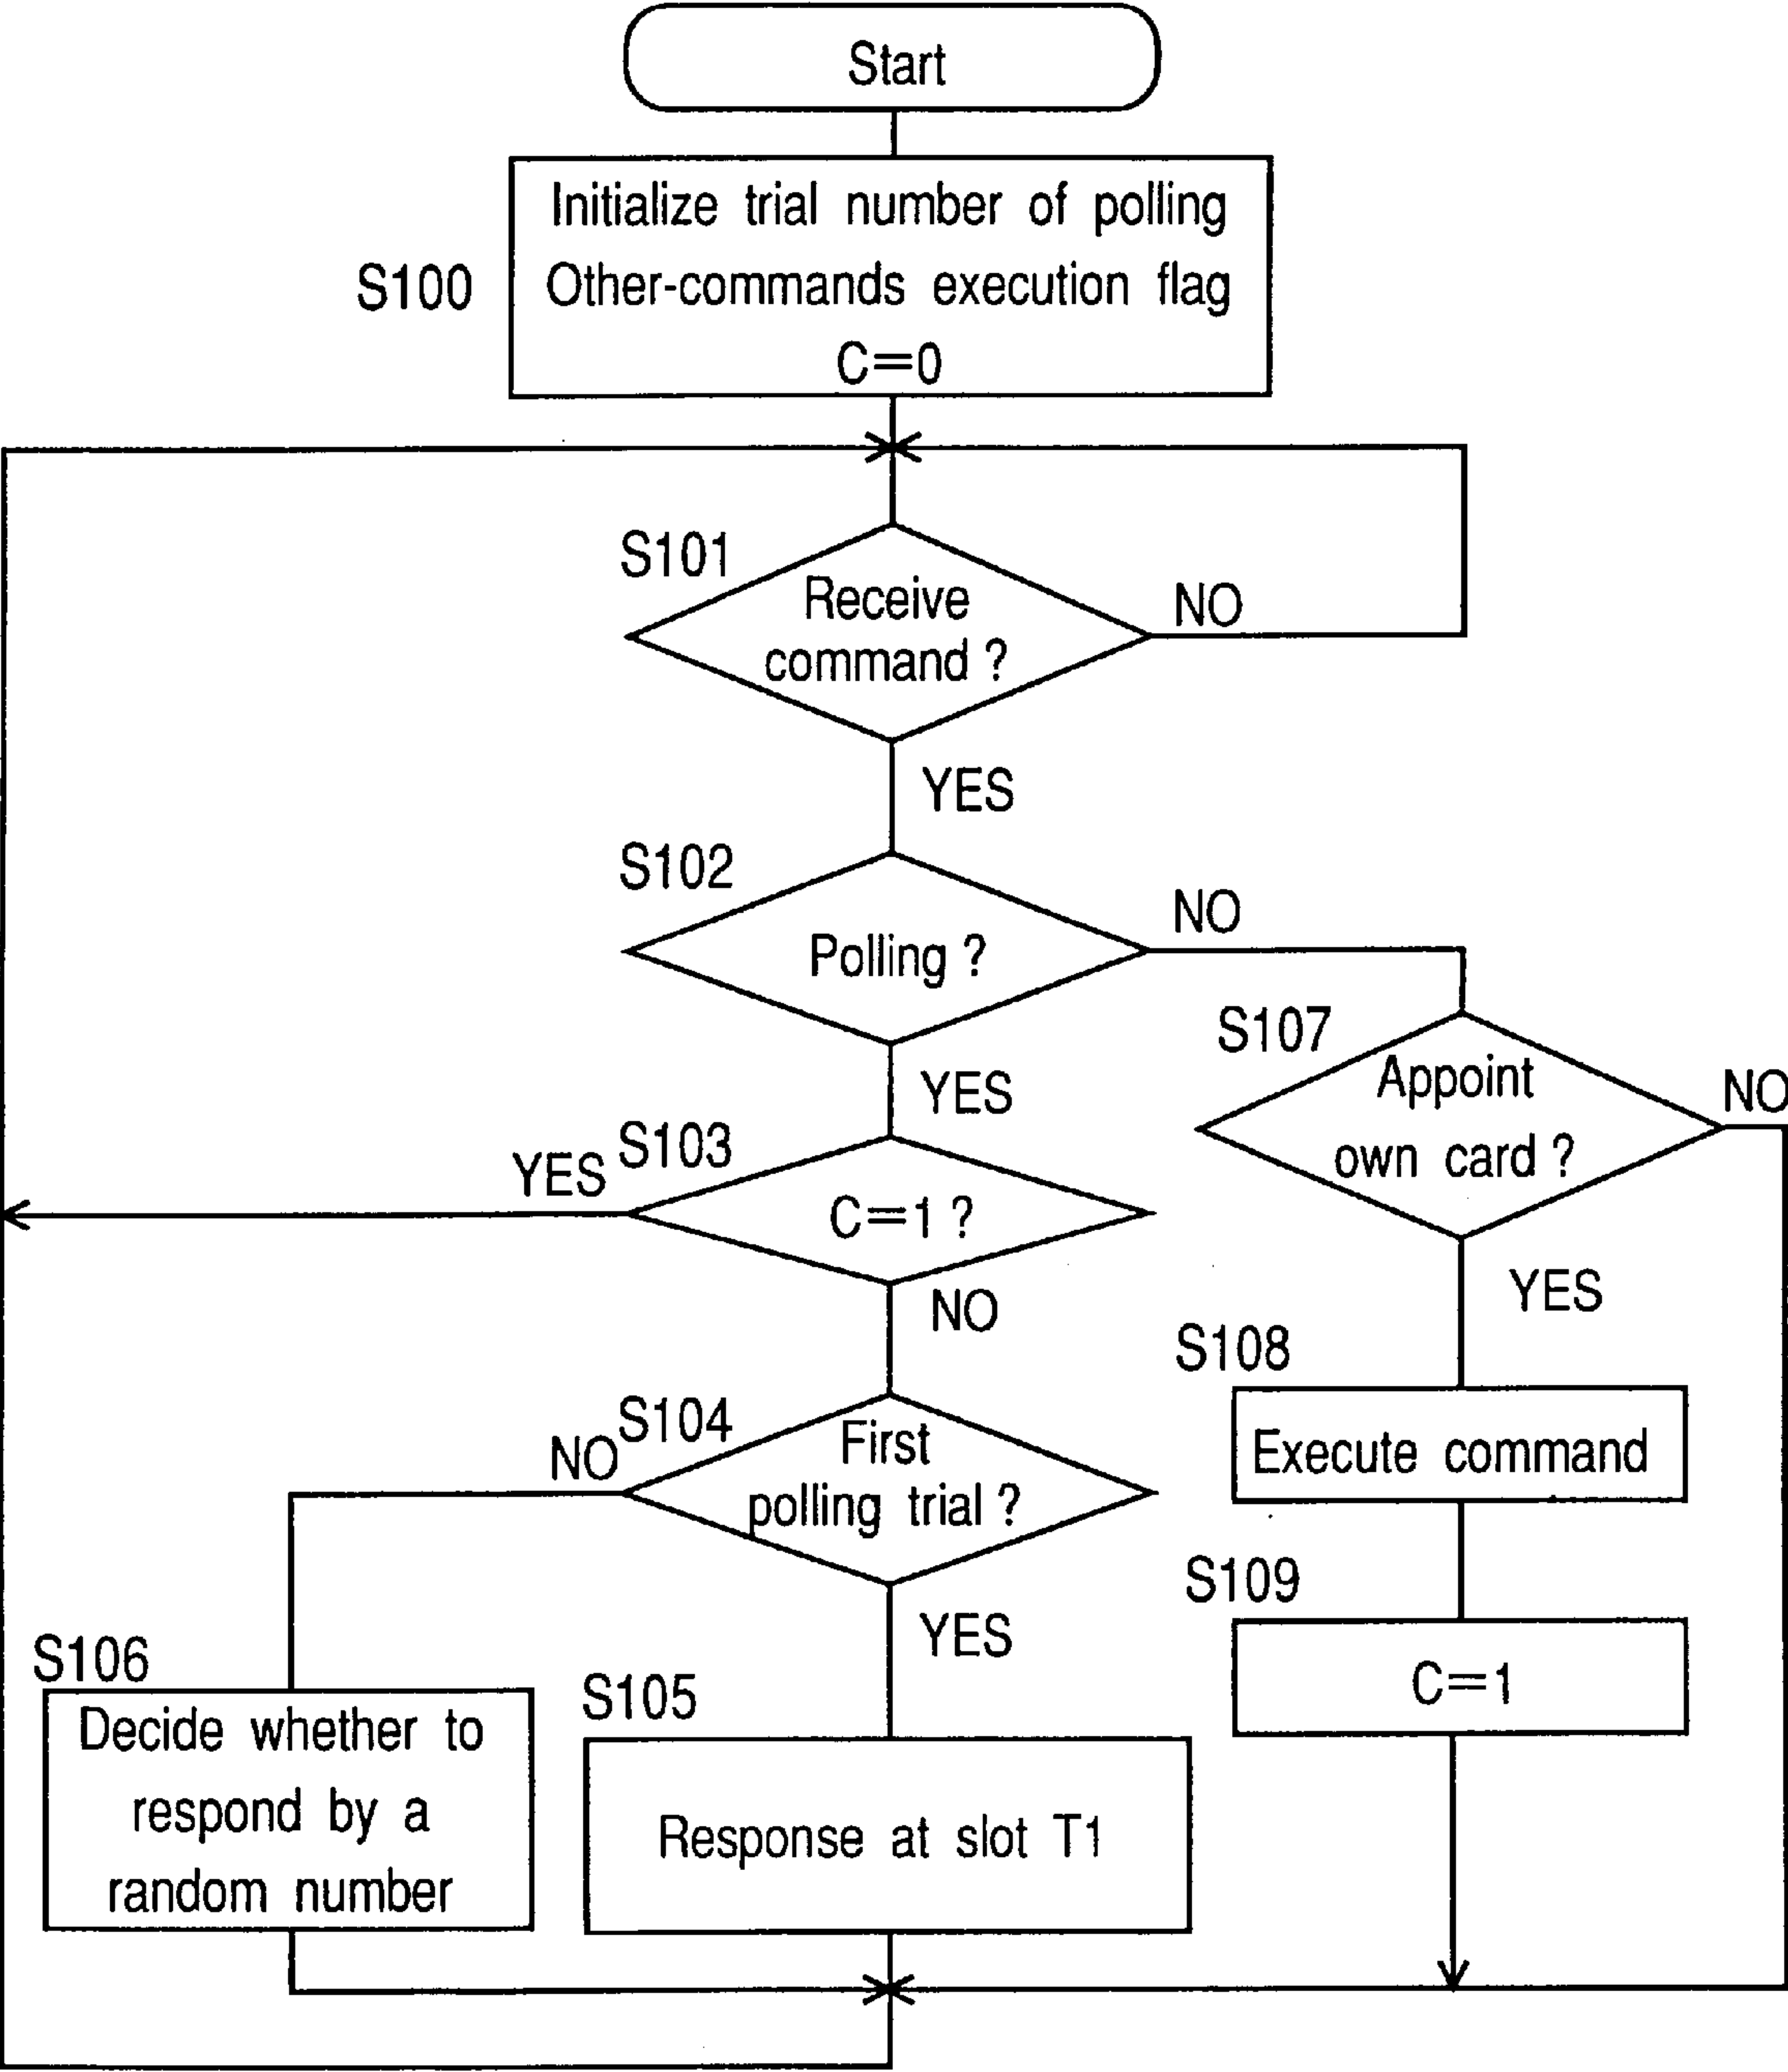 Start
S100
Initialize trial number of polling
Other-commands execution flag
C=0
S101
Receive
command ?
NO
YES
S102
Polling ?
NO
YES
S107
Appoint
own card ?
NO
YES
S103
C=1 ?
YES
NO
S104
First
polling trial ?
NO
YES
S108
Execute command
S109
C=1
S106
Decide whether to
respond by a
random number
S105
Response at slot T1